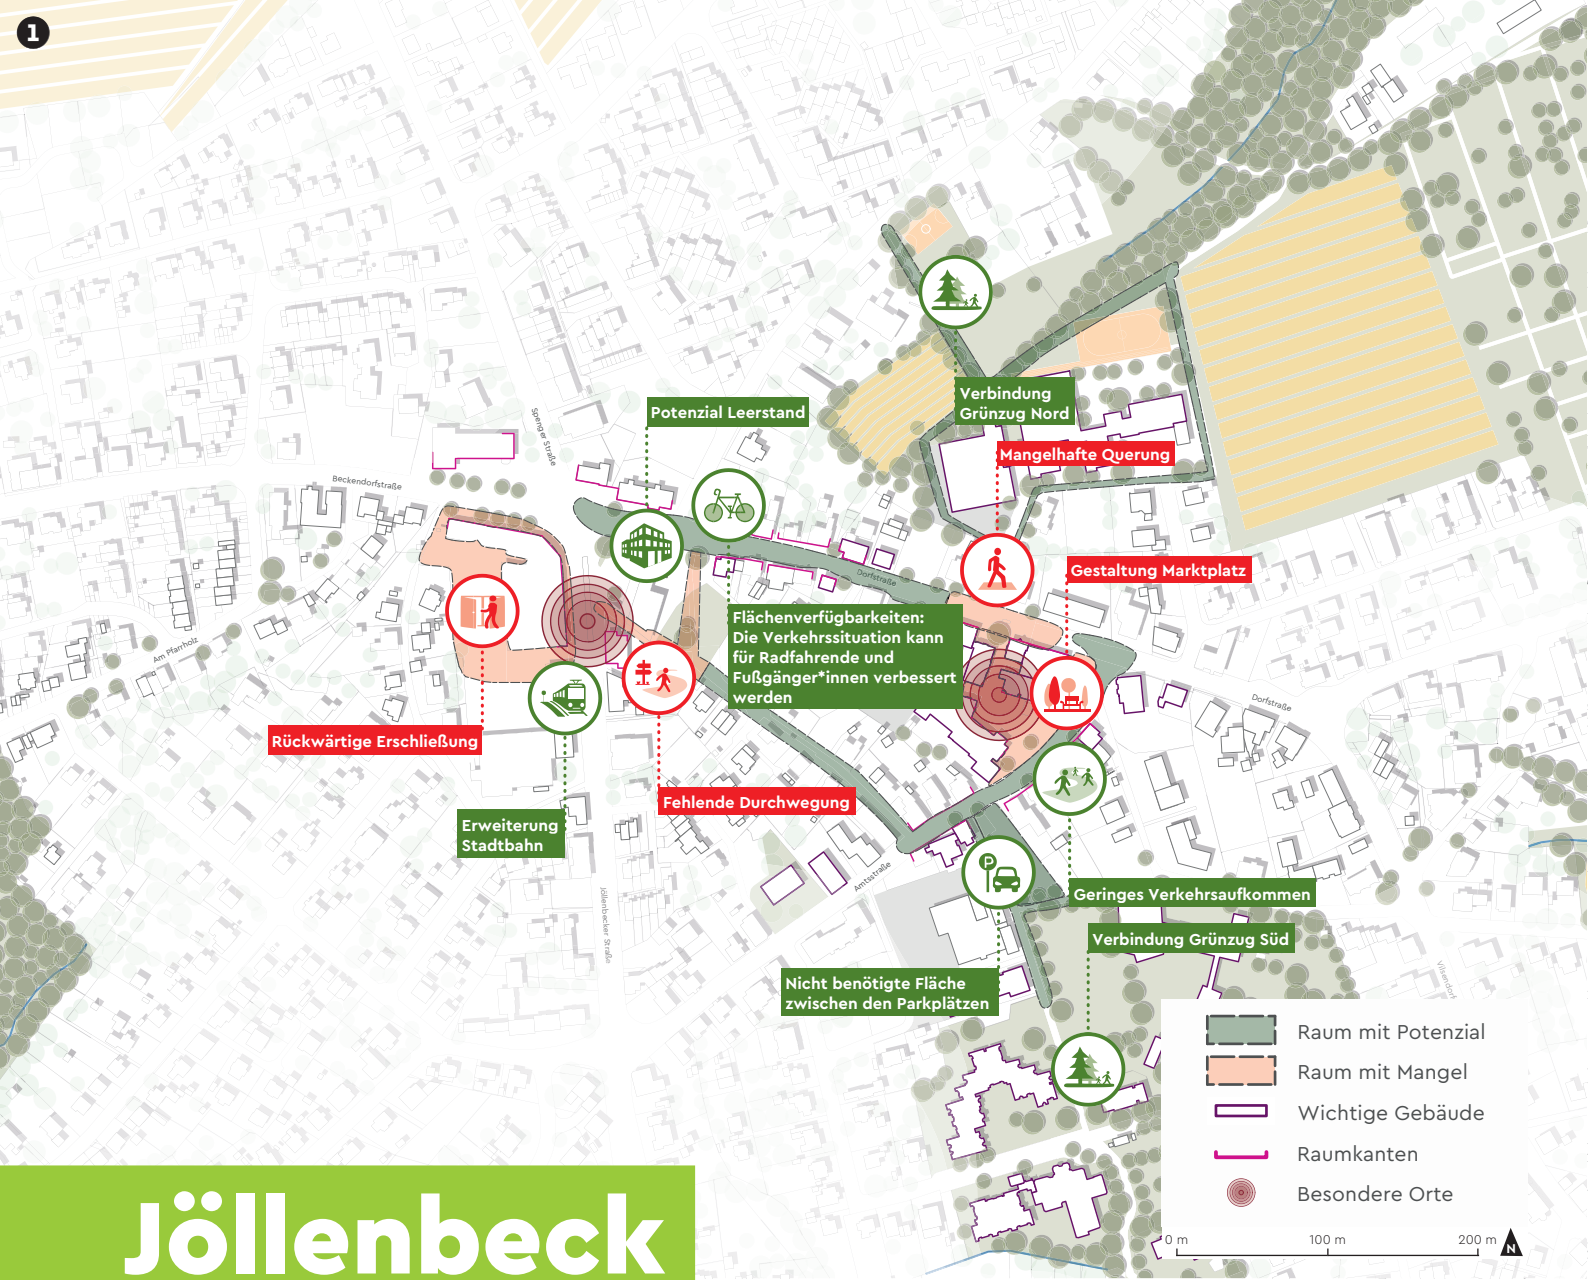 1
Verbindung
Grünzug Nord
Potenzial Leerstand
Spenger Straße
Mangelhafte Querung
Beckendorfstraße
Gestaltung Marktplatz
Dorfstraße
Flächenverfügbarkeiten:
Die Verkehrssituation kann
für Radfahrende und
Fußgänger*innen verbessert
werden
Am Pfarrholz
Dorfstraße
Rückwärtige Erschließung
Fehlende Durchwegung
Erweiterung
Stadtbahn
P
Amtsstraße
Geringes Verkehrsaufkommen
Jöllenbecker Straße
Verbindung Grünzug Süd
Nicht benötigte Fläche
zwischen den Parkplätzen
Raum mit Potenzial
Raum mit Mangel
Wichtige Gebäude
Raumkanten
Besondere Orte
0 m
100 m
200 m
N
Jöllenbeck